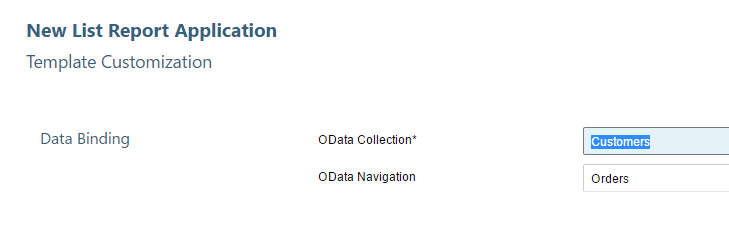 New List Report Application
Template Customization
Data Binding
OData Collection*
Customers
OData Navigation
Orders